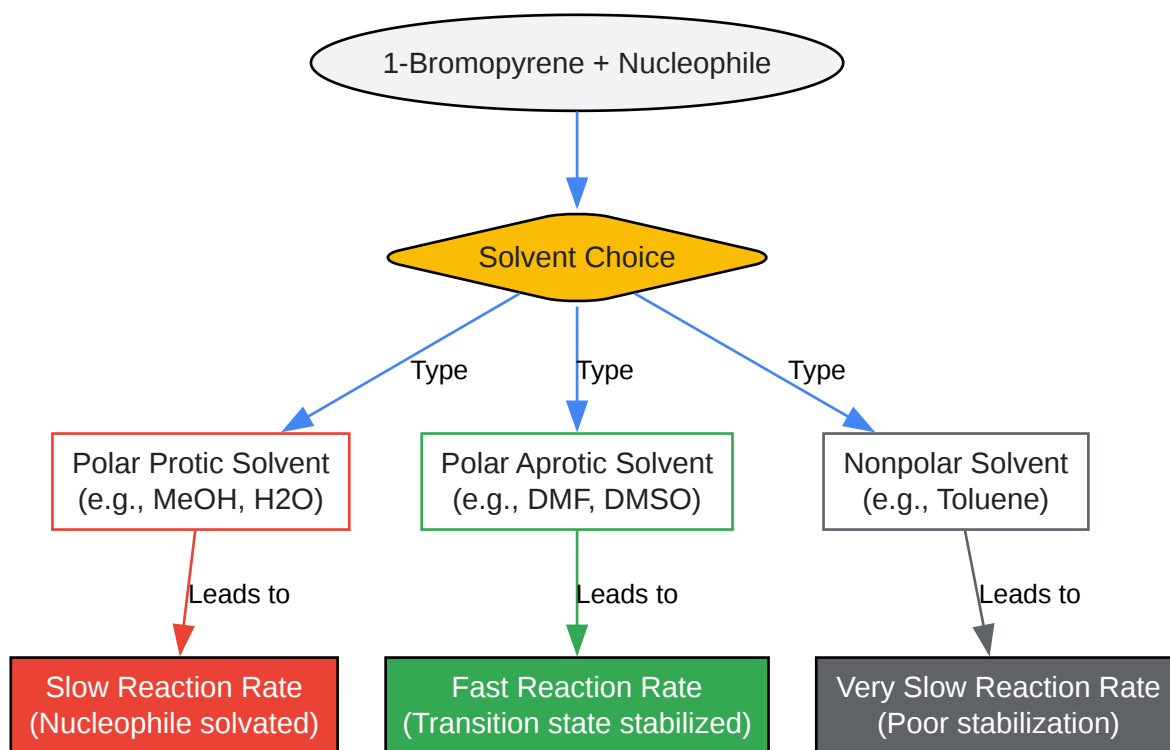 1-Bromopyrene + Nucleophile
Solvent Choice
Type
Type
Type
Polar Protic Solvent
(e.g., MeOH, H2O)
Polar Aprotic Solvent
(e.g., DMF, DMSO)
Nonpolar Solvent
(e.g., Toluene)
Leads to
Leads to
Leads to
Slow Reaction Rate
(Nucleophile solvated)
Fast Reaction Rate
(Transition state stabilized)
Very Slow Reaction Rate
(Poor stabilization)